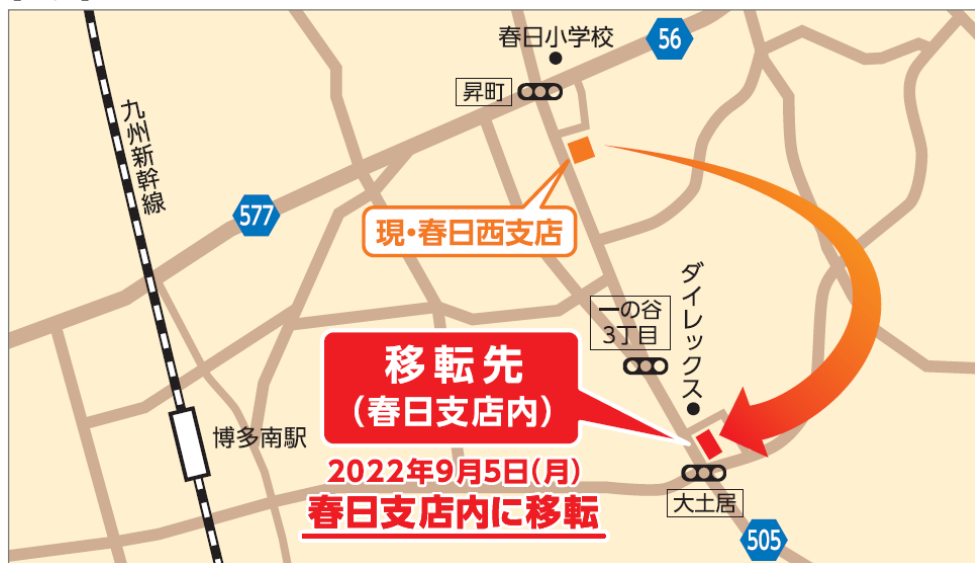 春日小学校
56
昇町
九州新幹線
577
現・春日西支店
ダイレックス
一の谷
3丁目
移転先
(春日支店内)
博多南駅
2022年9月5日(月)
春日支店内に移転
大土居
505